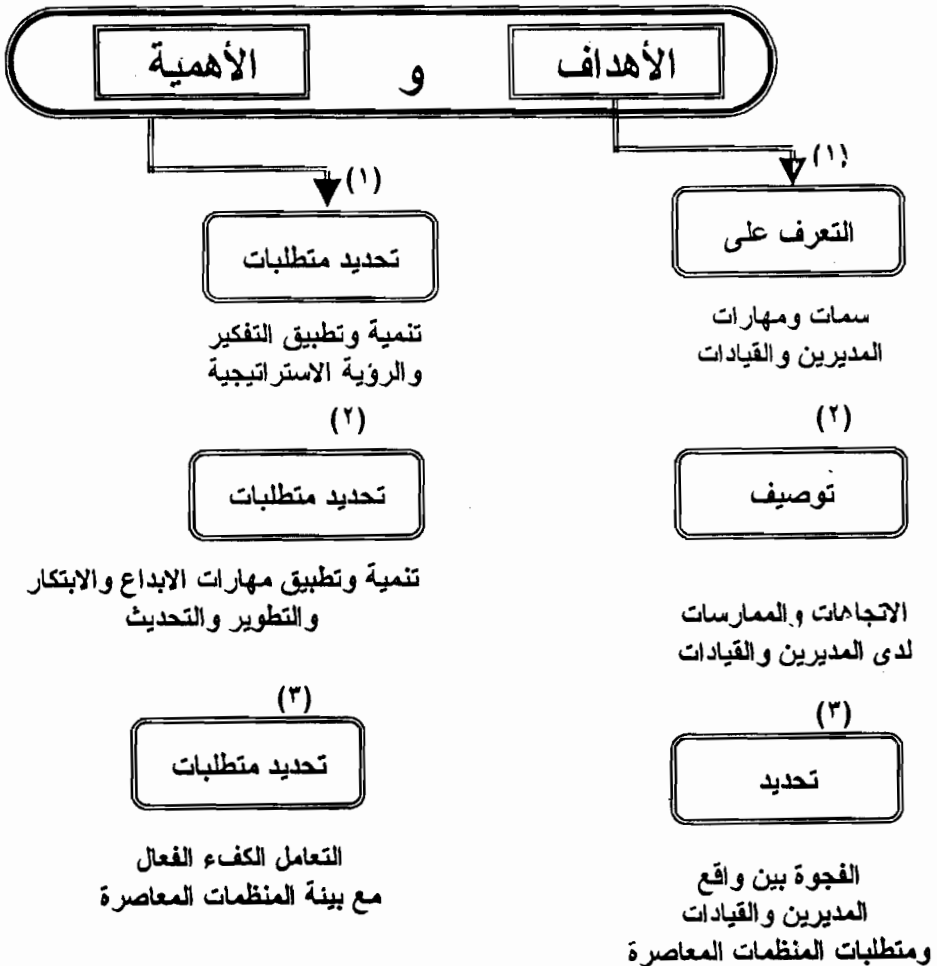 الأهداف و الأهمية
(١)
التعرف على
سمات ومهارات
المديرين والقيادات
(٢)
توصيف
الاتجاهات والممارسات
لدى المديرين والقيادات
(٣)
تحديد
الفجوة بين واقع
المديرين والقيادات
ومتطلبات المنظمات المعاصرة
(١)
تحديد متطلبات
تنمية وتطبيق التفكير
والرؤية الاستراتيجية
(٢)
تحديد متطلبات
تنمية وتطبيق مهارات الابداع والابتكار
والتطوير والتحديث
(٣)
تحديد متطلبات
التعامل الكفء الفعال
مع بيئة المنظمات المعاصرة